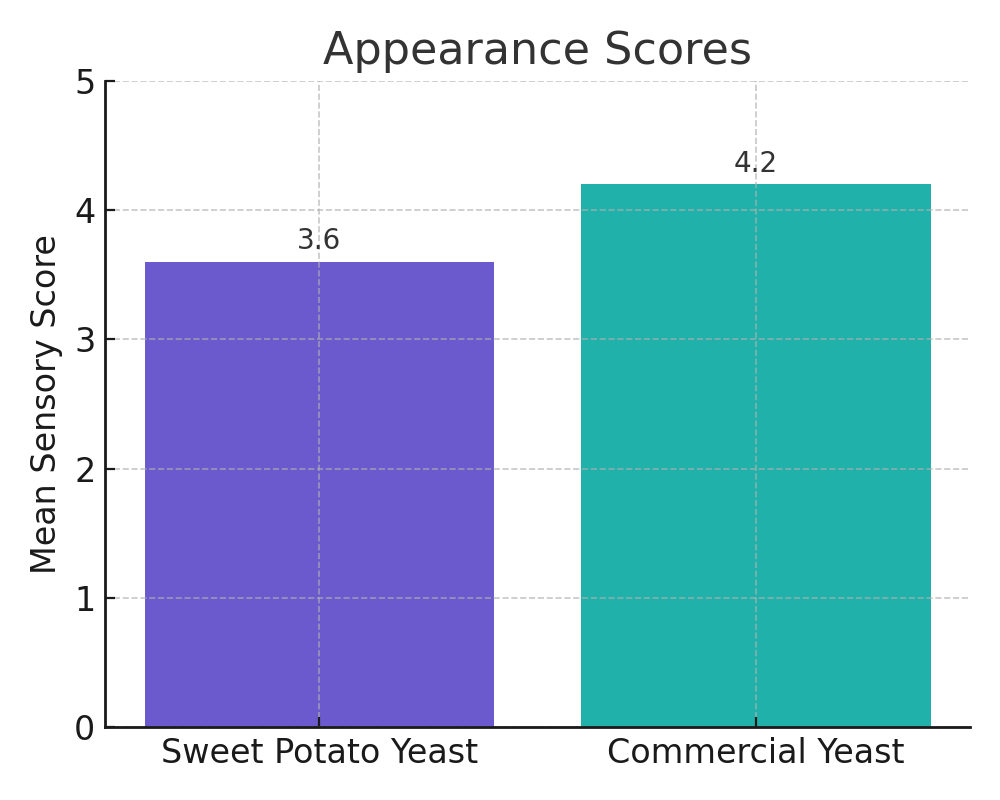 Appearance Scores
Mean Sensory Score
5
4
3
2
1
0
3.6
4.2
Sweet Potato Yeast
Commercial Yeast